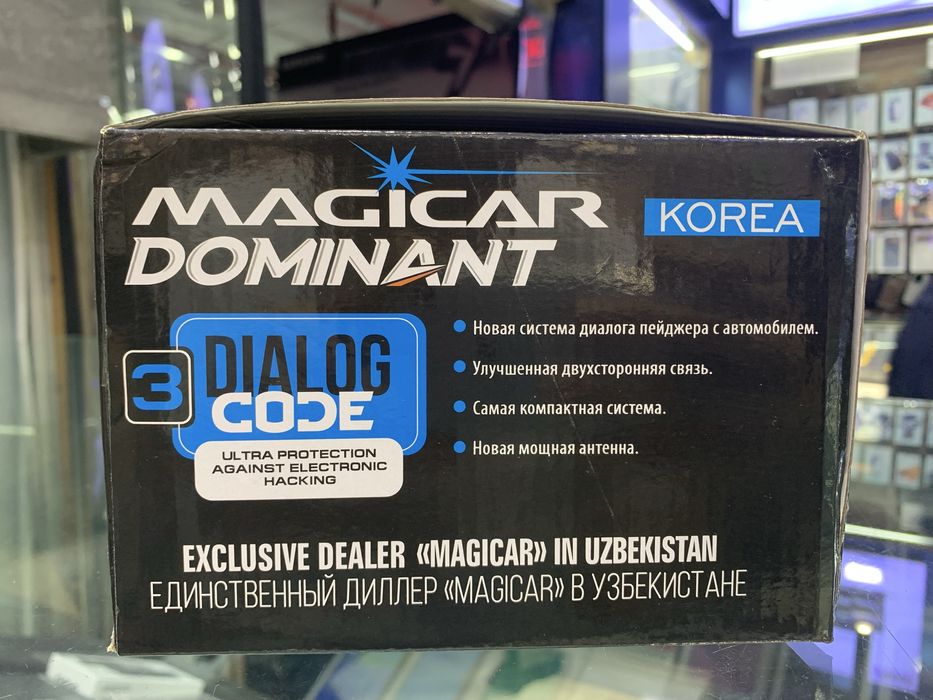 MAGICAR
DOMINANT
KOREA
3
DIALOG
CODE
ULTRA PROTECTION
AGAINST ELECTRONIC
HACKING
Новая система диалога пейджера с автомобилем.
Улучшенная двухсторонняя связь.
Самая компактная система.
Новая мощная антенна.
EXCLUSIVE DEALER «MAGICAR» IN UZBEKISTAN
ЕДИНСТВЕННЫЙ ДИЛЛЕР «MAGICAR» В УЗБЕКИСТАНЕ